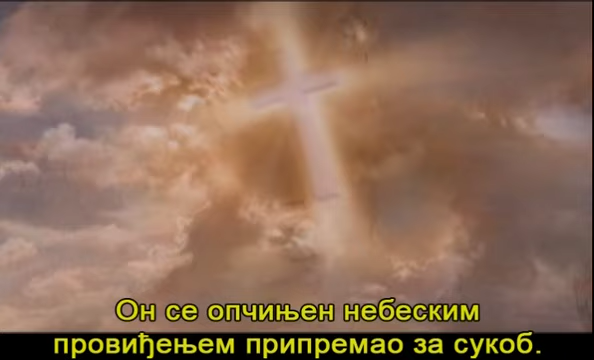 Он се опчињен небеским
провиђењем припремао за сукоб.